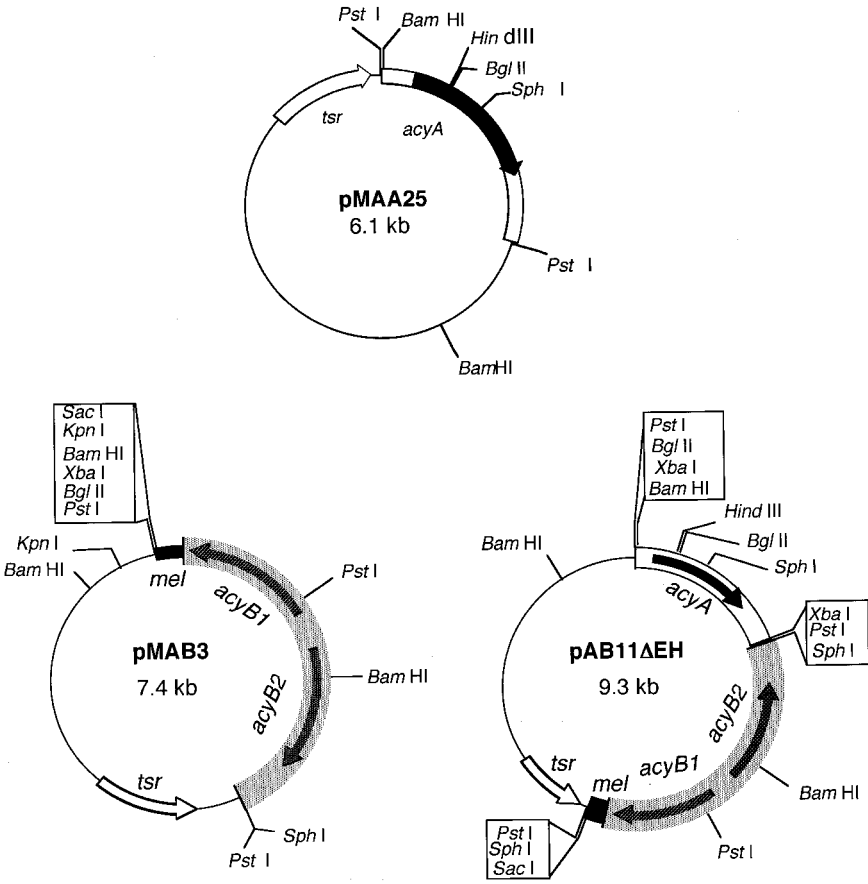 Pst I
Bam HI
Hin dIII
Bgl II
Sph I
tsr
acyA
pMAA25
6.1 kb
Pst I
BamHI
Sac I
Kpn I
Bam HI
Xba I
Bgl II
Pst I
Kpn I
Bam HI
mel
acyB1
Pst I
pMAB3
7.4 kb
Bam HI
acyB2
tsr
Sph I
Pst I
Pst I
Bgl II
Xba I
Bam HI
Hind III
Bgl II
Bam HI
Sph I
acyA
Xba I
Pst I
Sph I
pAB11ΔEH
9.3 kb
acyB2
tsr
mel
acyB1
Bam HI
Pst I
Pst I
Sph I
Sac I